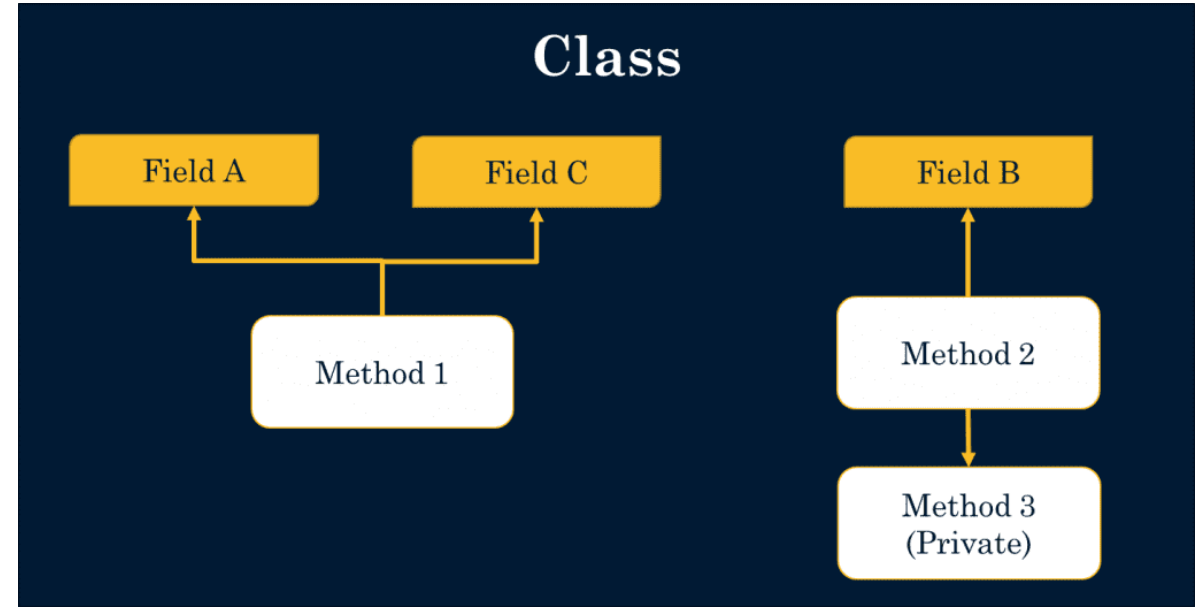 Class
Field A
Field C
Field B
Method 1
Method 2
Method 3
(Private)